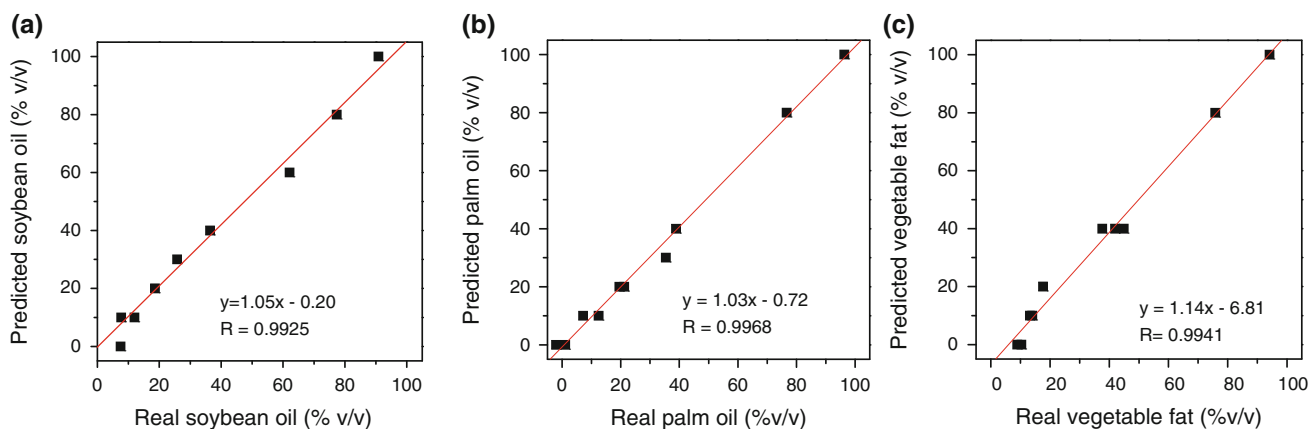 (a)
Predicted soybean oil (% v/v)
100
80
60
40
20
0
y=1.05x - 0.20
R = 0.9925
0 20 40 60 80 100
Real soybean oil (% v/v)
(b)
Predicted palm oil (% v/v)
100
80
60
40
20
0
y = 1.03x - 0.72
R = 0.9968
0 20 40 60 80 100
Real palm oil (%v/v)
(c)
Predicted vegetable fat (% v/v)
100
80
60
40
20
0
y = 1.14x - 6.81
R= 0.9941
0 20 40 60 80 100
Real vegetable fat (%v/v)